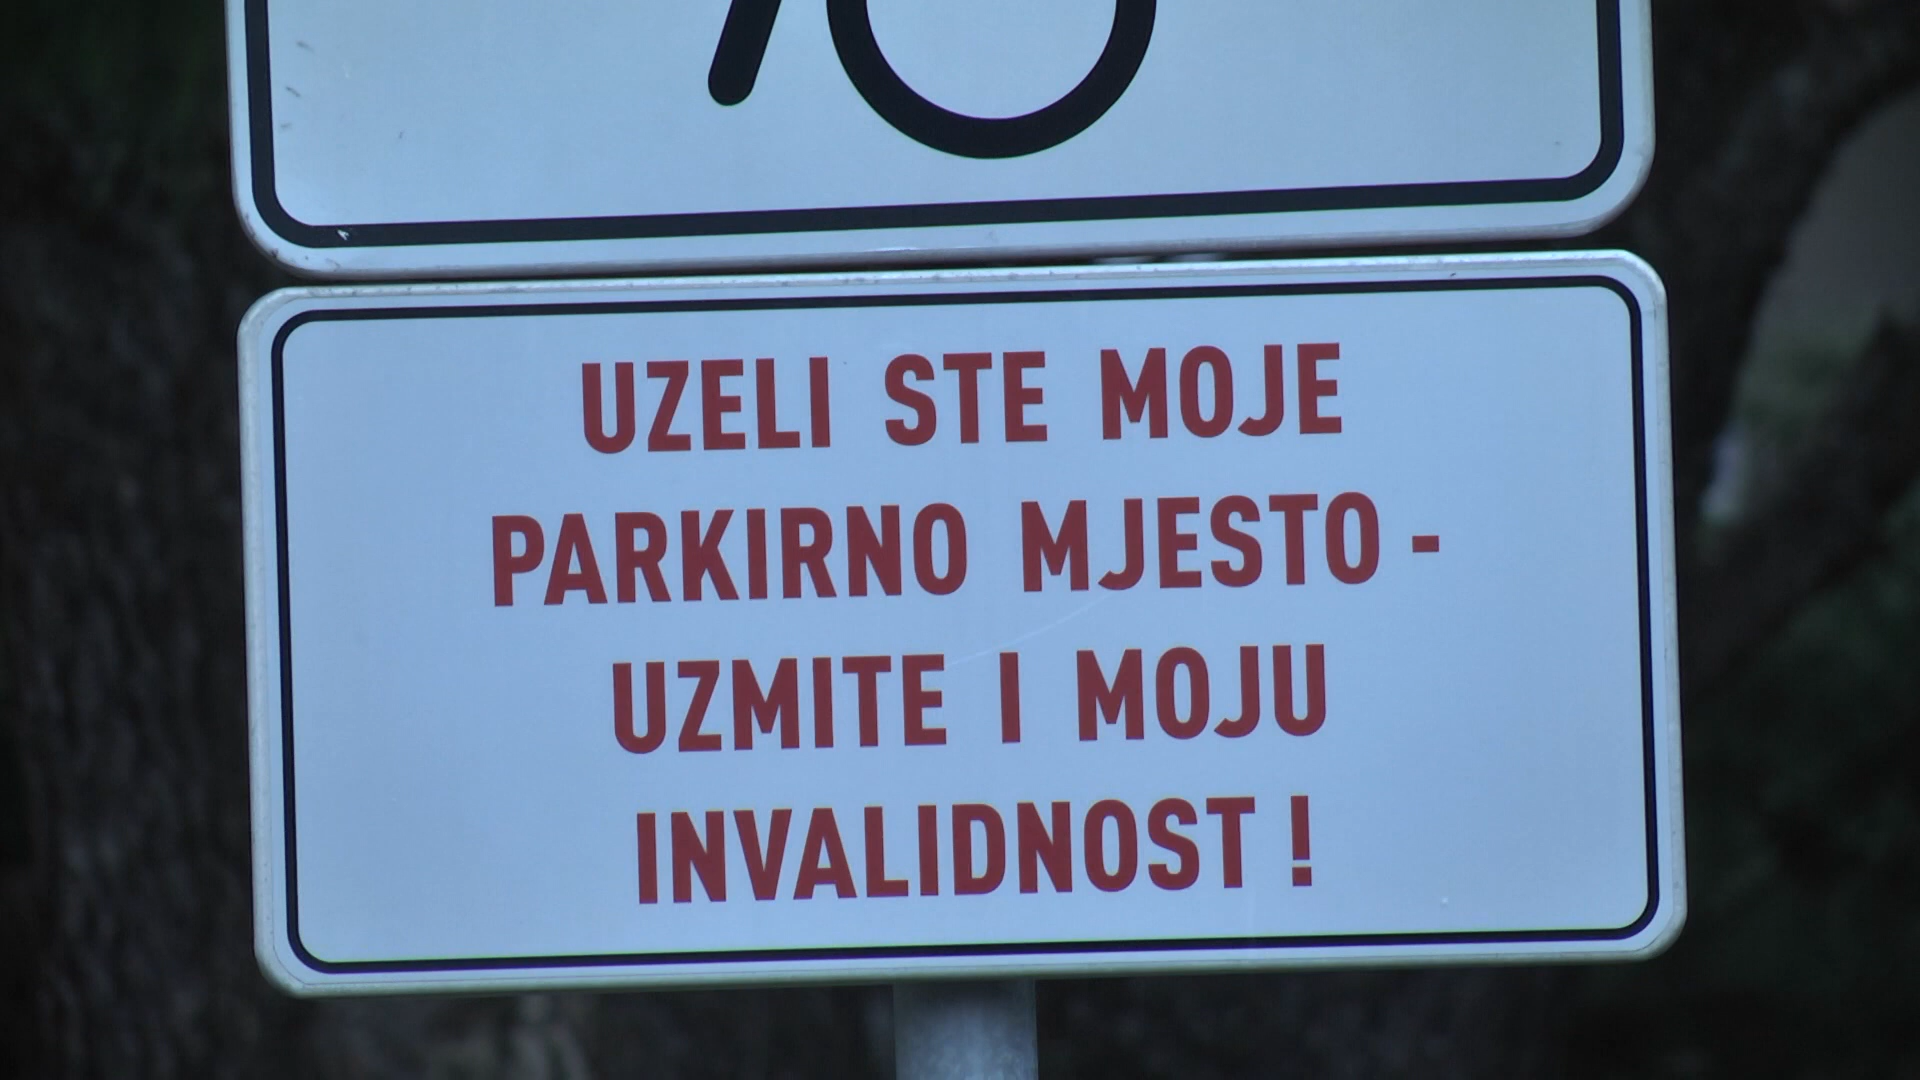 UZELI STE MOJE
PARKIRNO MJESTO -
UZMITE I MOJU
INVALIDNOST !